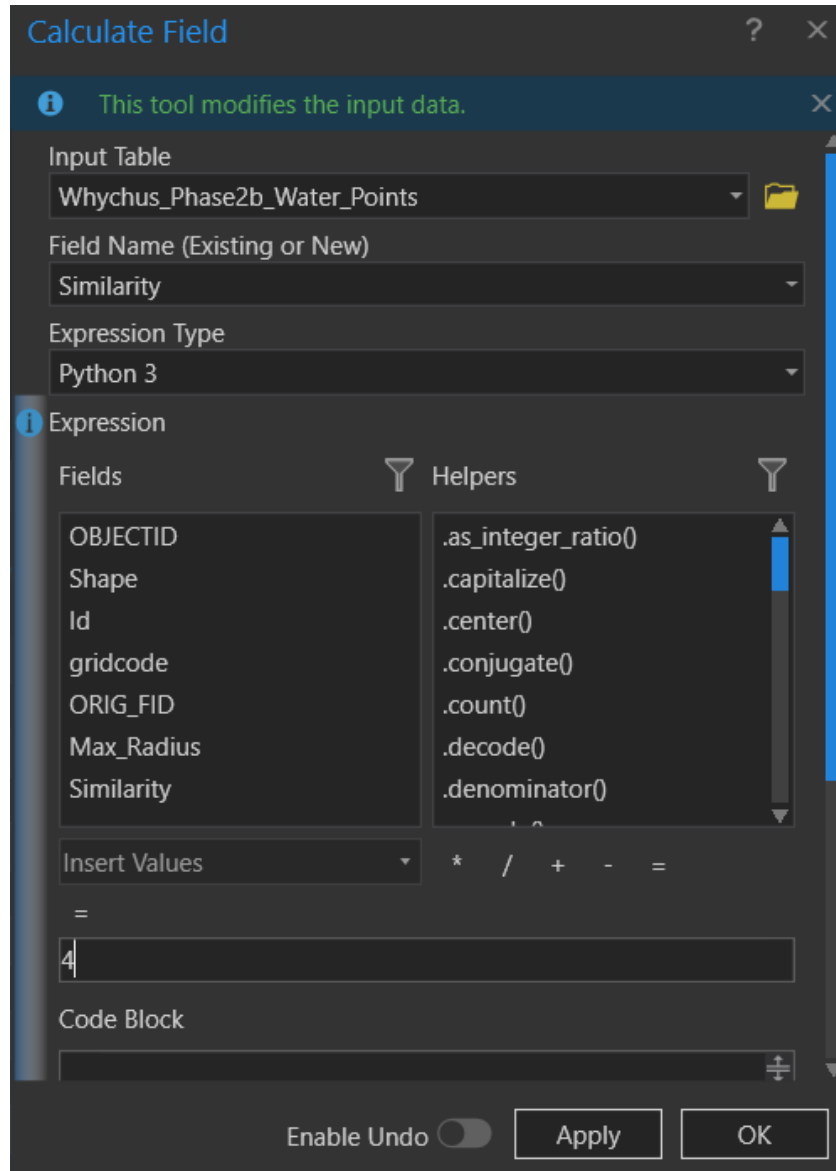 Calculate Field ? ×
This tool modifies the input data. ×
Input Table
Whychus_Phase2b_Water_Points
Field Name (Existing or New)
Similarity
Expression Type
Python 3
Expression
Fields Helpers
OBJECTID .as_integer_ratio()
Shape .capitalize()
Id .center()
gridcode .conjugate()
ORIG_FID .count()
Max_Radius .decode()
Similarity .denominator()
Insert Values * / + - =
=
4
Code Block
Enable Undo Apply OK